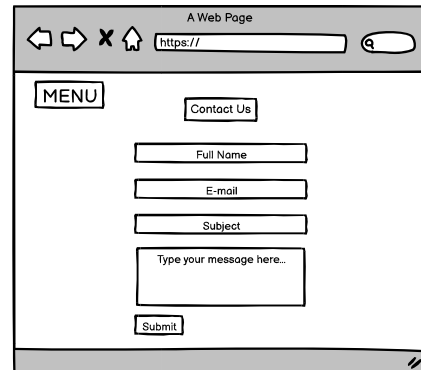 A Web Page
https://
MENU
Contact Us
Full Name
E-mail
Subject
Type your message here...
Submit